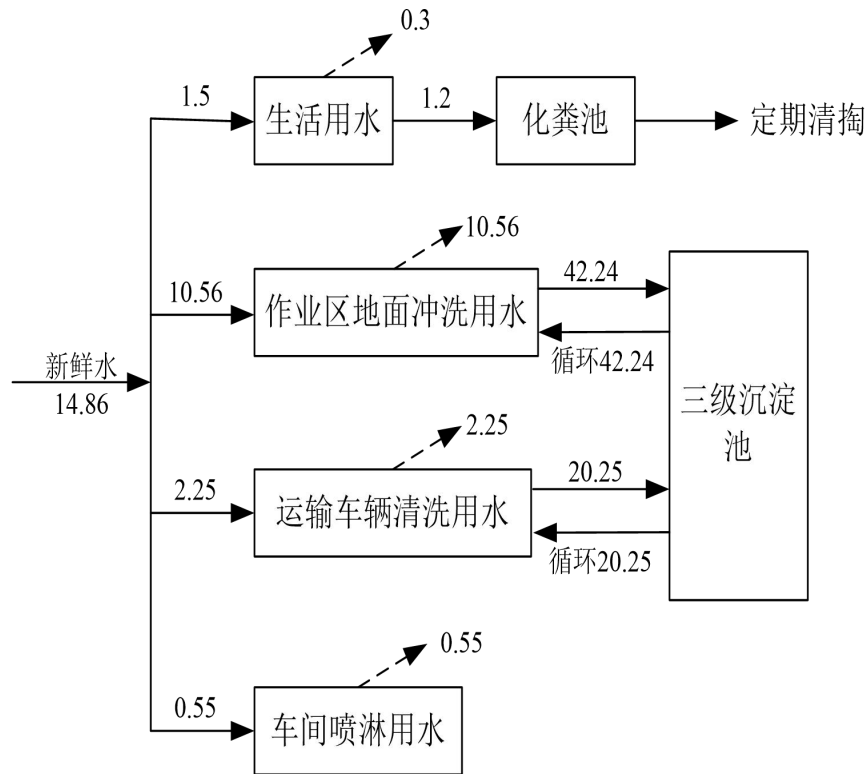 0.3
1.5
生活用水
1.2
化粪池
定期清掏
10.56
10.56
作业区地面冲洗用水
42.24
循环42.24
新鲜水
14.86
三级沉淀
池
2.25
2.25
运输车辆清洗用水
20.25
循环20.25
0.55
0.55
车间喷淋用水